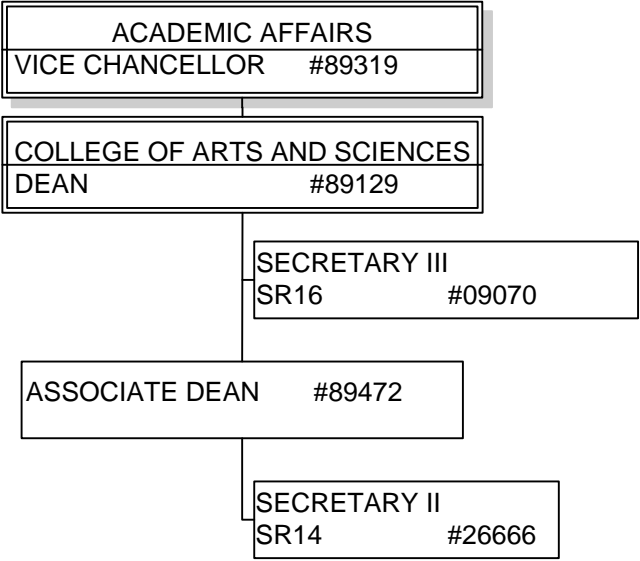 ACADEMIC AFFAIRS
VICE CHANCELLOR #89319
COLLEGE OF ARTS AND SCIENCES
DEAN #89129
SECRETARY III
SR16 #09070
ASSOCIATE DEAN #89472
SECRETARY II
SR14 #26666